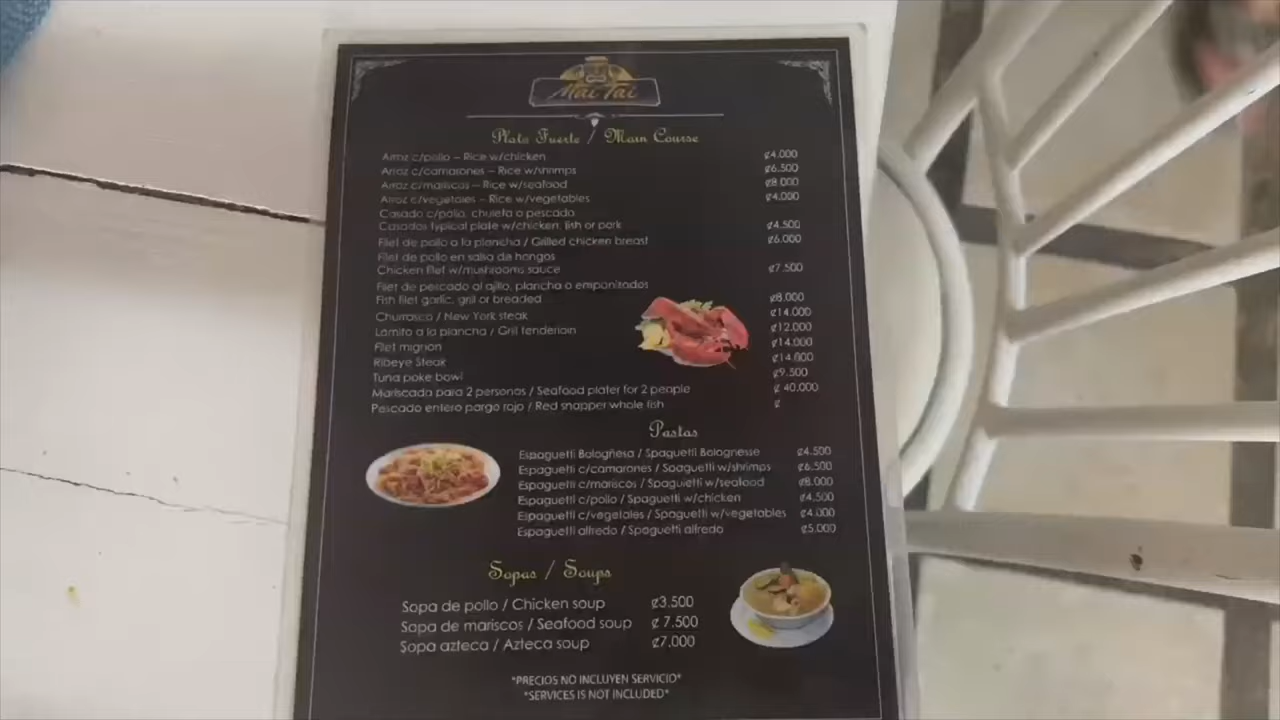 Mai Tai
Plato Fuerte / Main Course
Arroz c/pollo – Rice w/chicken ₡4.000
Arroz c/camarones – Rice w/shrimps ₡6.500
Arroz c/mariscos – Rice w/seafood ₡8.000
Arroz c/vegetales – Rice w/vegetables ₡4.000
Casado c/pollo, chuleta o pescado
Casados typical plate w/chicken, fish or pork ₡4.500
Filet de pollo a la plancha / Grilled chicken breast ₡6.000
Filet de pollo en salsa de hongos
Chicken filet w/mushrooms sauce ₡7.500
Filet de pescado al ajillo, plancha o empanizados
Fish filet garlic, grill or breaded ₡8.000
Churrasco / New York steak ₡14.000
Lomito a la plancha / Grill tenderloin ₡12.000
Filet mignon ₡14.000
Ribeye Steak ₡14.000
Tuna poke bowl ₡9.500
Mariscada para 2 personas / Seafood plater for 2 people ₡ 40.000
Pescado entero pargo rojo / Red snapper whole fish ₡
Pastas
Espaguetti Bolognesa / Spaguetti Bolognesse ₡4.500
Espaguetti c/camarones / Spaguetti w/shrimps ₡6.500
Espaguetti c/mariscos / Spaguietti w/seafood ₡8.000
Espaguetti c/pollo / Spaguetti w/chicken ₡4.500
Espaguetti c/vegetales / Spaguetti w/vegetables ₡4.000
Espaguetti alfredo / Spaguetti alfredo ₡5.000
Sopas / Soups
Sopa de pollo / Chicken soup ₡3.500
Sopa de mariscos / Seafood soup ₡ 7.500
Sopa azteca / Azteca soup ₡7.000
*PRECIOS NO INCLUYEN SERVICIO*
*SERVICES IS NOT INCLUDED*